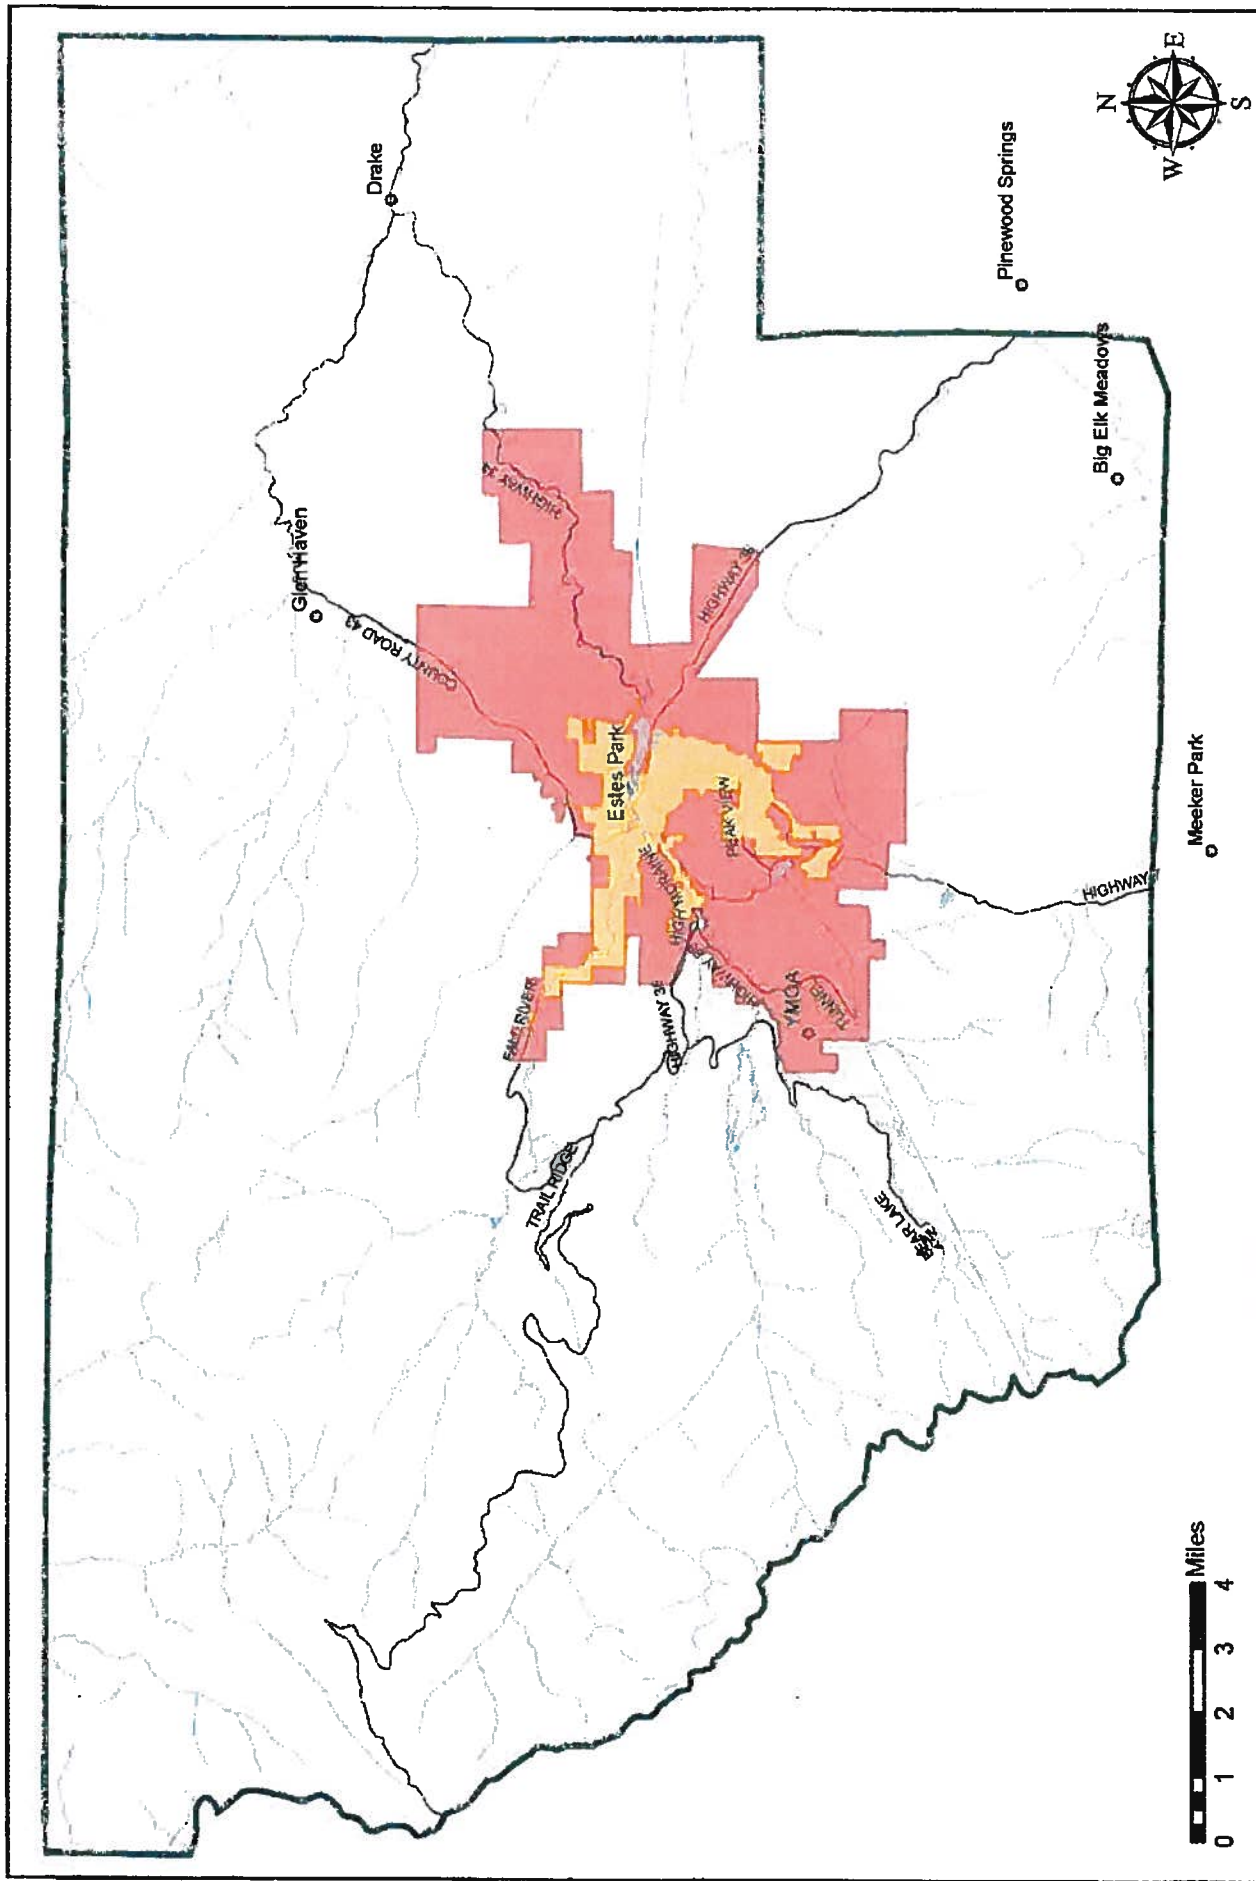 N
E
W
S
Drake
Glen Haven
Pinewood Springs
Big Elk Meadows
Meeker Park
Estes Park
YMCA
COUNTY ROAD 43
HIGHWAY 34
HIGHWAY 36
PEAK VIEW
HIGHWAY
FALL RIVER
HIGHWAY 36
TUNNEL
TRAIL RIDGE
BEAR LAKE
Miles
0 1 2 3 4